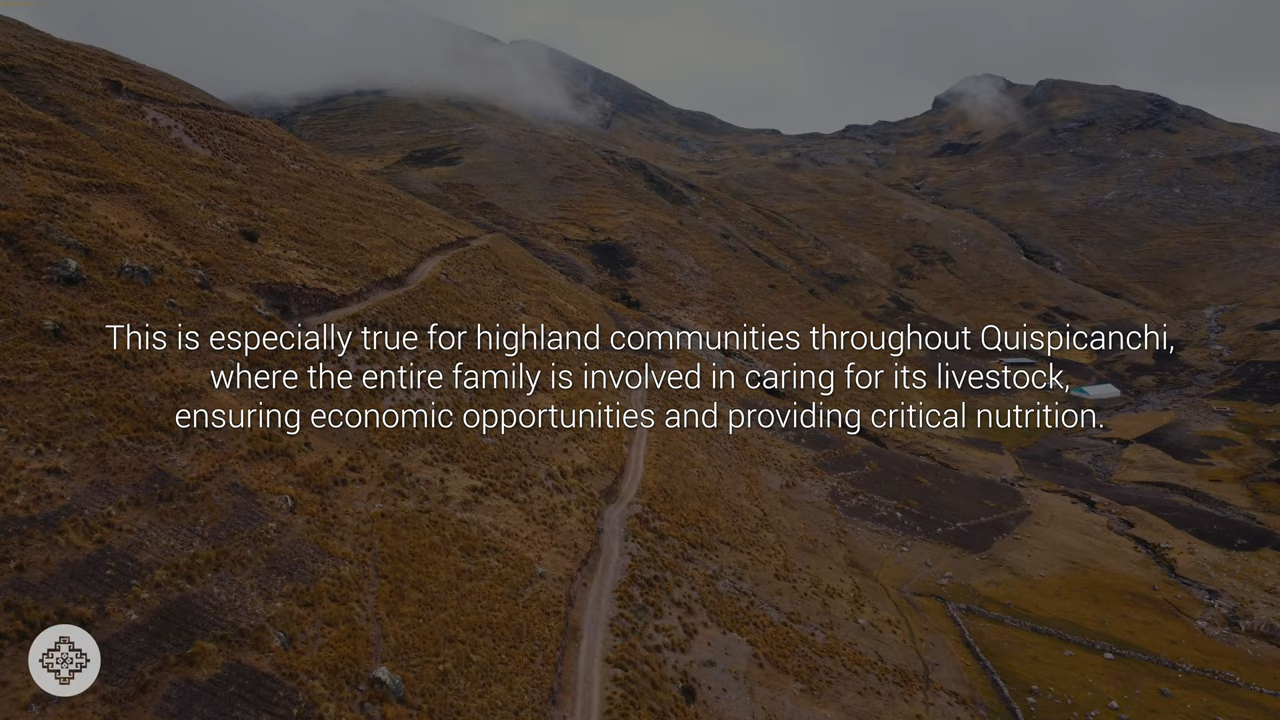 This is especially true for highland communities throughout Quispicanchi,
where the entire family is involved in caring for its livestock,
ensuring economic opportunities and providing critical nutrition.